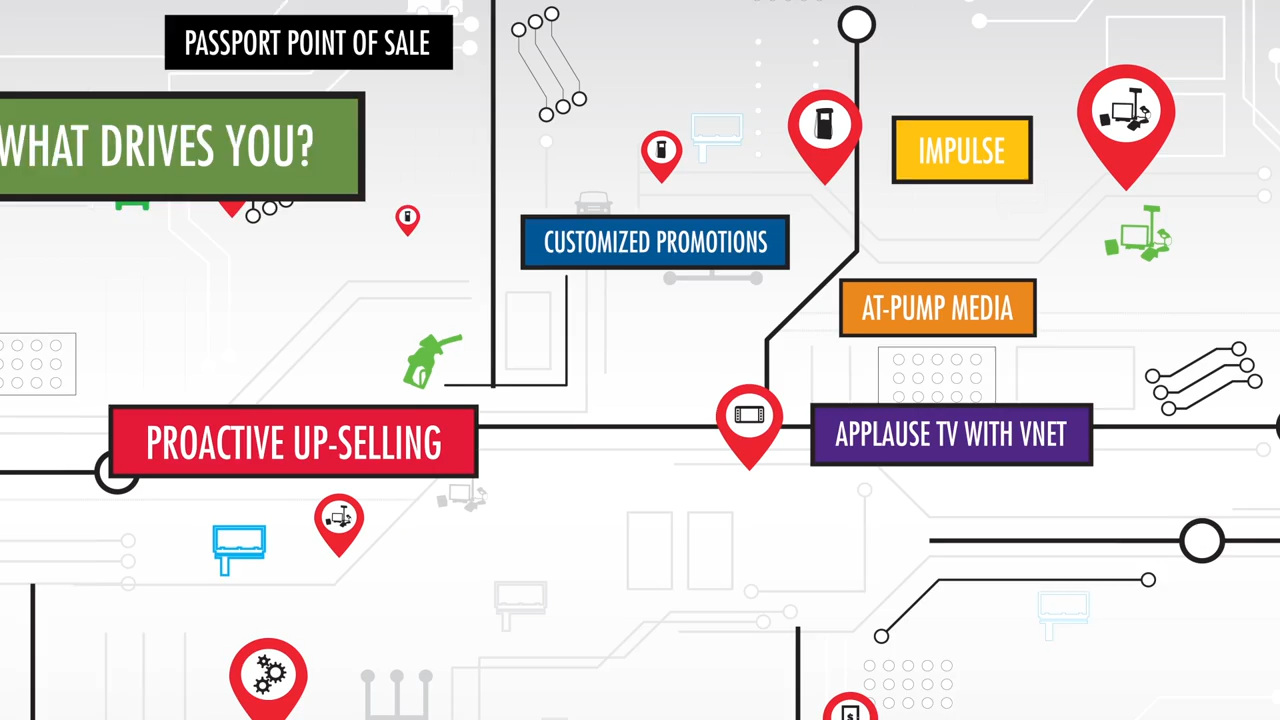 PASSPORT POINT OF SALE
WHAT DRIVES YOU?
IMPULSE
CUSTOMIZED PROMOTIONS
AT-PUMP MEDIA
PROACTIVE UP-SELLING
APPLAUSE TV WITH VNET
$